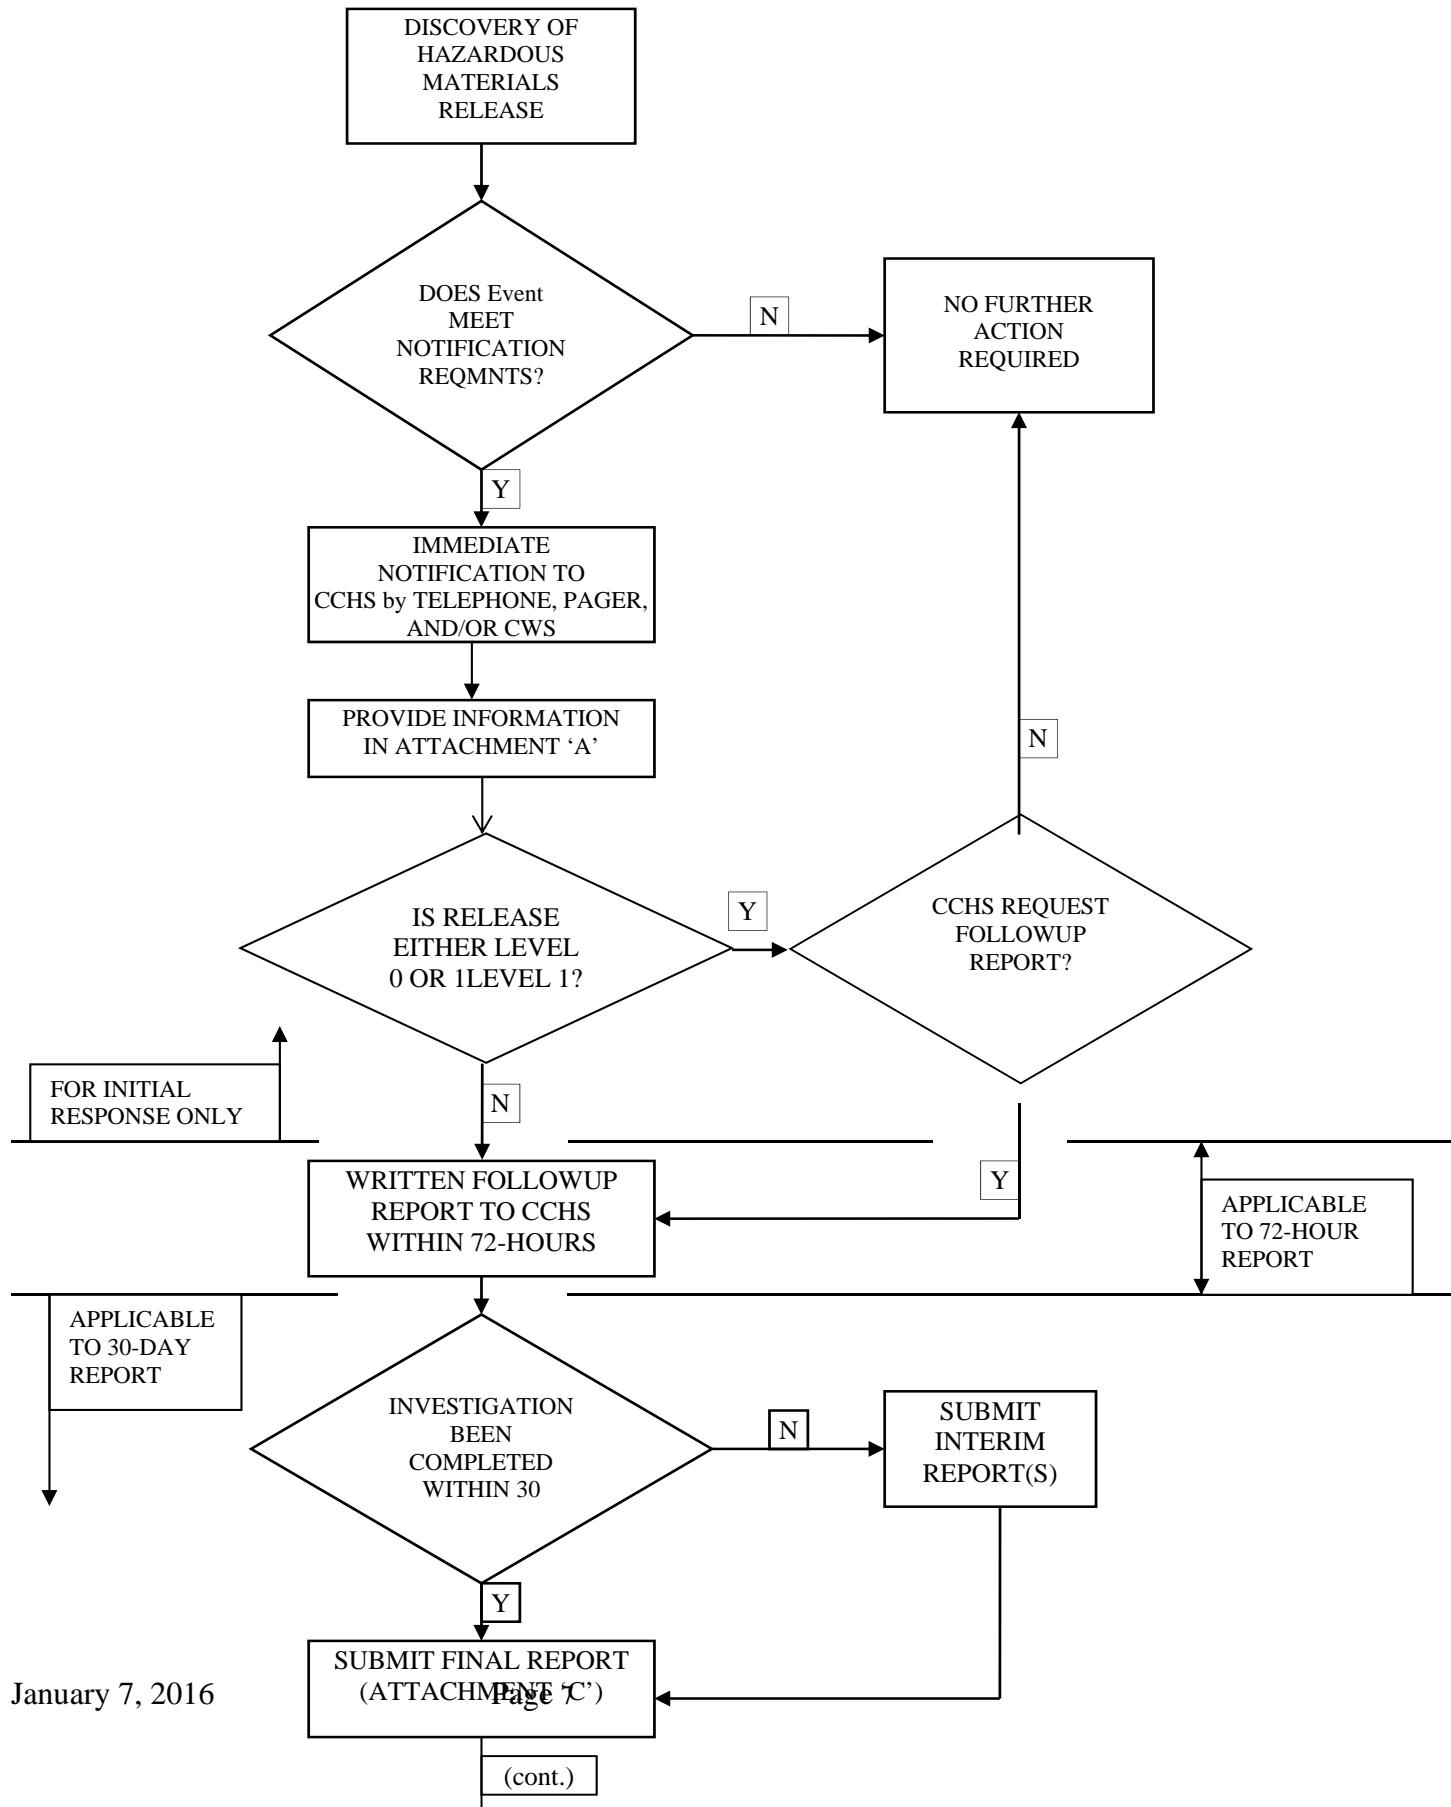 DISCOVERY OF
HAZARDOUS
MATERIALS
RELEASE
DOES Event
MEET
NOTIFICATION
REQMNTS?
N
NO FURTHER
ACTION
REQUIRED
Y
IMMEDIATE
NOTIFICATION TO
CCHS by TELEPHONE, PAGER,
AND/OR CWS
PROVIDE INFORMATION
IN ATTACHMENT ‘A’
N
IS RELEASE
EITHER LEVEL
0 OR 1LEVEL 1?
Y
CCHS REQUEST
FOLLOWUP
REPORT?
FOR INITIAL
RESPONSE ONLY
N
WRITTEN FOLLOWUP
REPORT TO CCHS
WITHIN 72-HOURS
Y
APPLICABLE
TO 72-HOUR
REPORT
APPLICABLE
TO 30-DAY
REPORT
INVESTIGATION
BEEN
COMPLETED
WITHIN 30
N
SUBMIT
INTERIM
REPORT(S)
Y
SUBMIT FINAL REPORT
(ATTACHMENT ‘C’)
January 7, 2016
Page 7
(cont.)